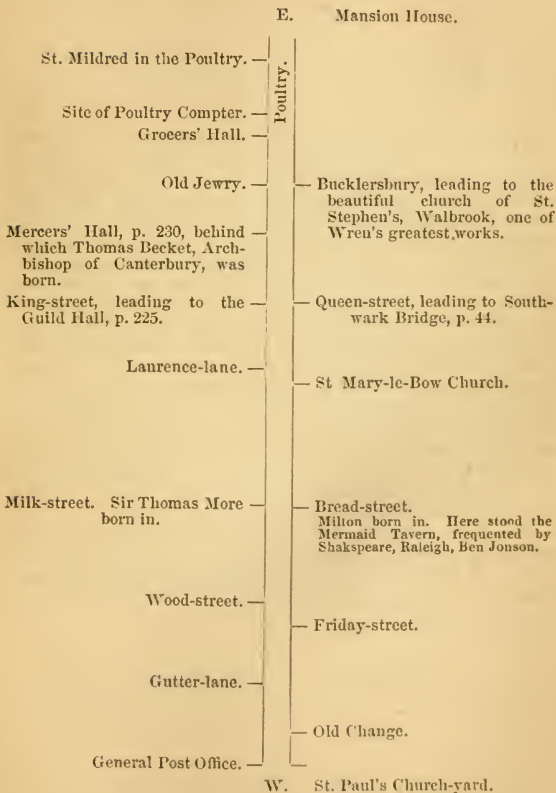 E. Mansion House.
St. Mildred in the Poultry.
Poultry.
Site of Poultry Compter.
Grocers' Hall.
Old Jewry.
Bucklersbury, leading to the
beautiful church of St.
Stephen's, Walbrook, one of
Wren's greatest works.
Mercers' Hall, p. 230, behind
which Thomas Becket, Arch-
bishop of Canterbury, was
born.
King-street, leading to the
Guild Hall, p. 225.
Queen-street, leading to South-
wark Bridge, p. 44.
Laurence-lane.
St Mary-le-Bow Church.
Milk-street. Sir Thomas More
born in.
Bread-street.
Milton born in. Here stood the
Mermaid Tavern, frequented by
Shakspeare, Raleigh, Ben Jonson.
Wood-street.
Friday-street.
Gutter-lane.
Old Change.
General Post Office.
W. St. Paul's Church-yard.